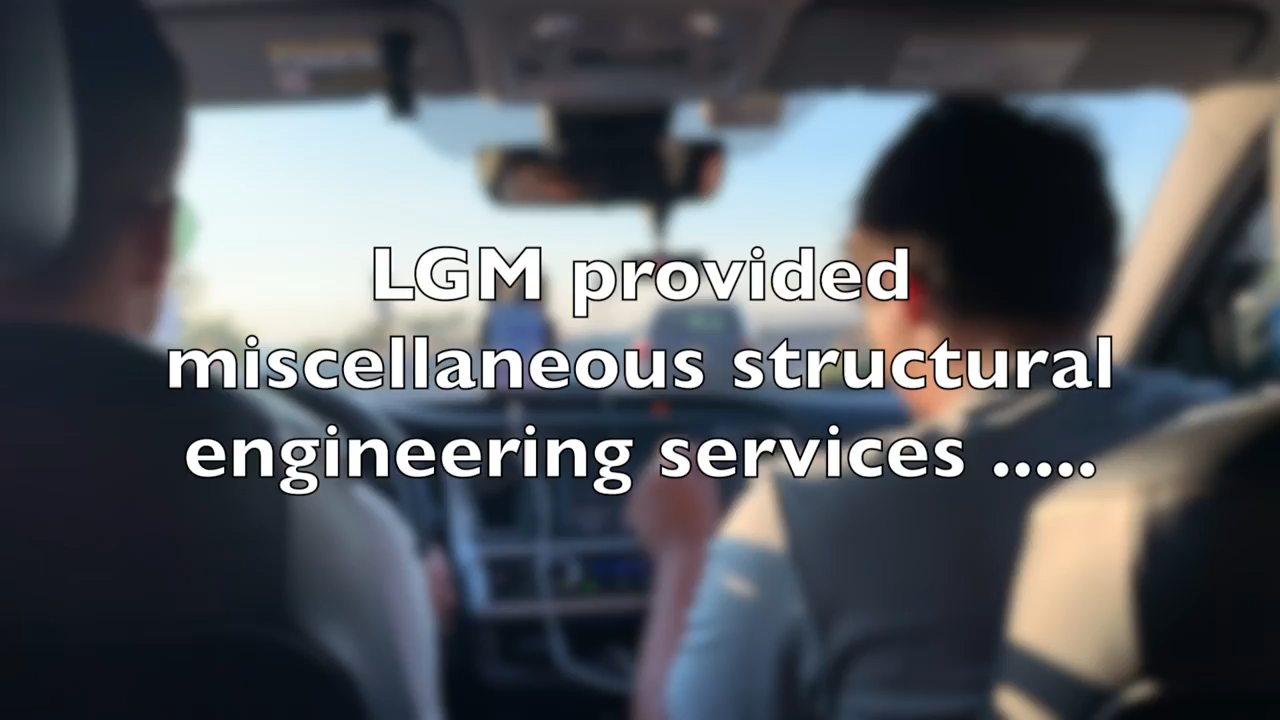 LGM provided
miscellaneous structural
engineering services .....